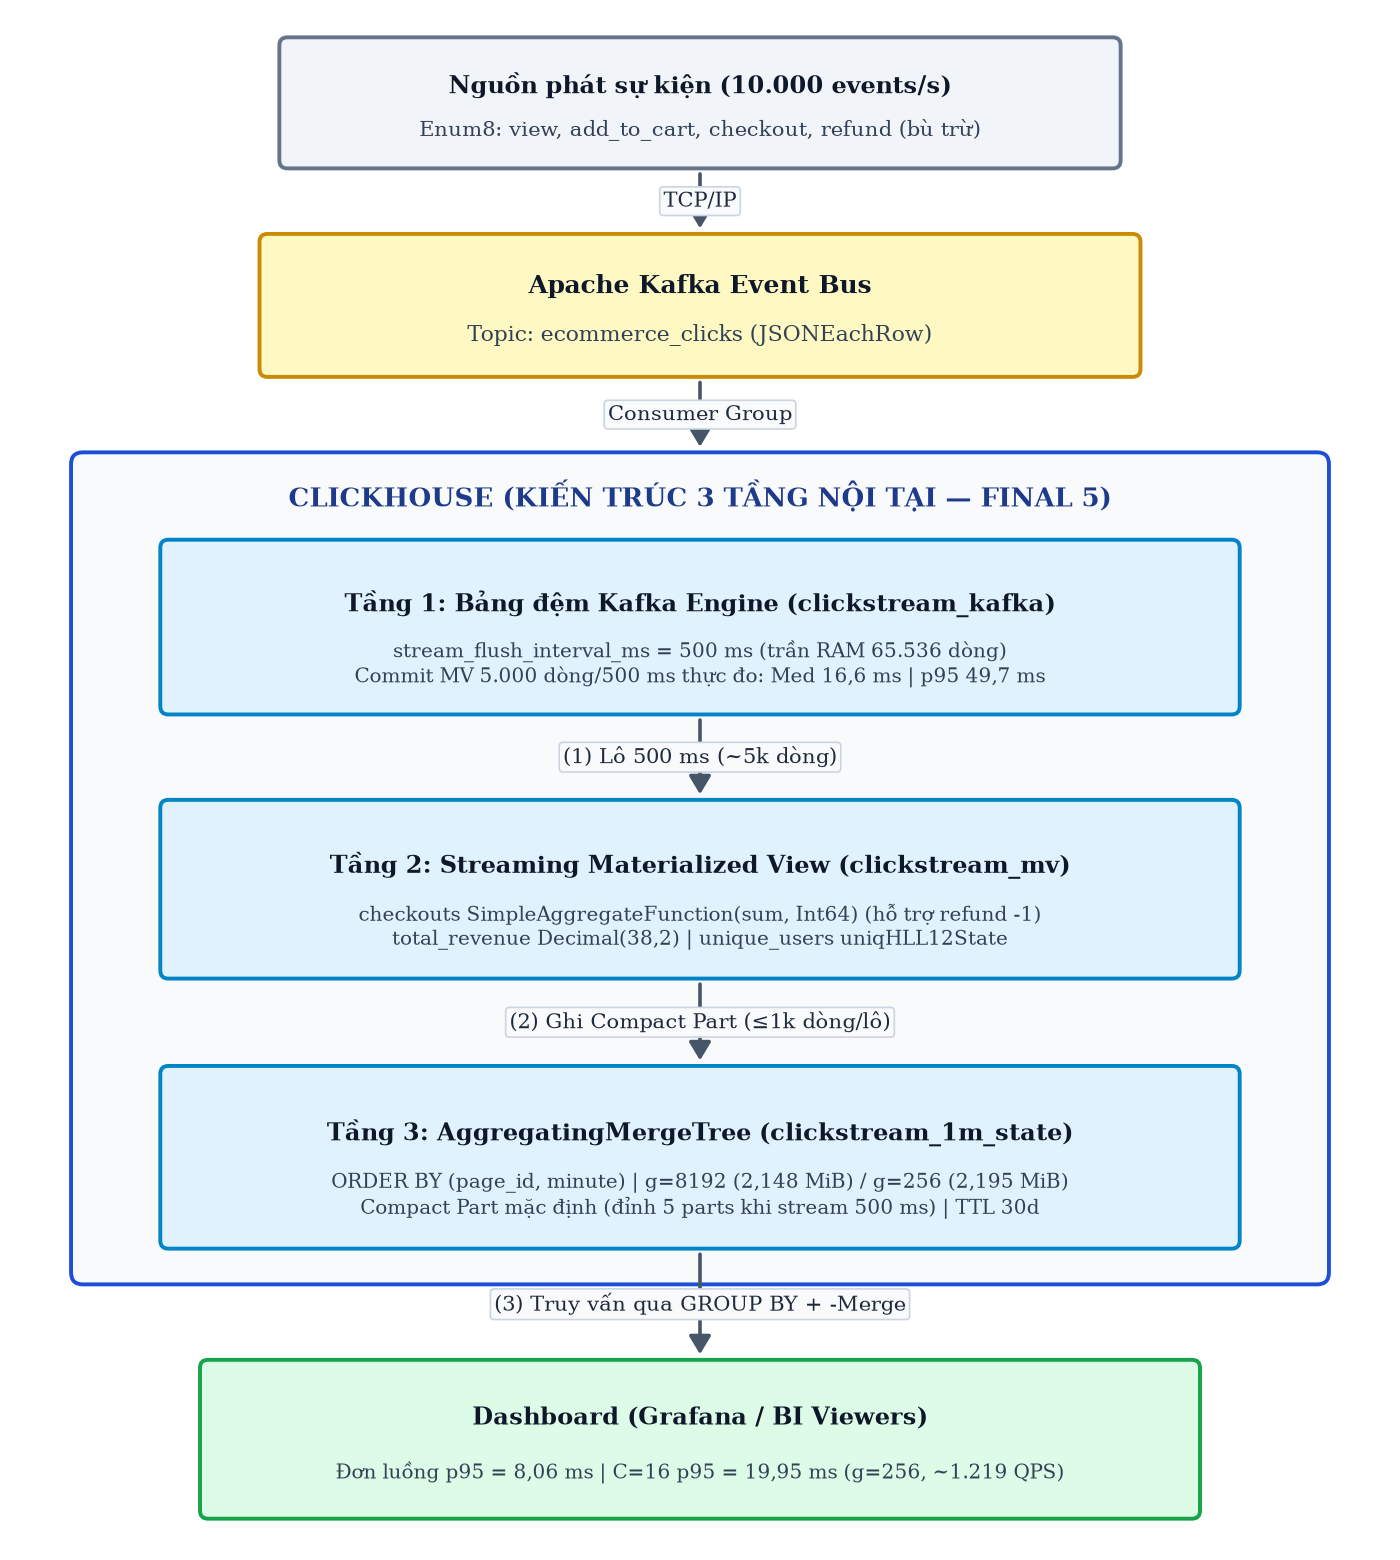 Nguồn phát sự kiện (10.000 events/s)
Enum8: view, add_to_cart, checkout, refund (bù trừ)
TCP/IP
Apache Kafka Event Bus
Topic: ecommerce_clicks (JSONEachRow)
Consumer Group
CLICKHOUSE (KIẾN TRÚC 3 TẦNG NỘI TẠI — FINAL 5)
Tầng 1: Bảng đệm Kafka Engine (clickstream_kafka)
stream_flush_interval_ms = 500 ms (trần RAM 65.536 dòng)
Commit MV 5.000 dòng/500 ms thực đo: Med 16,6 ms | p95 49,7 ms
(1) Lô 500 ms (~5k dòng)
Tầng 2: Streaming Materialized View (clickstream_mv)
checkouts SimpleAggregateFunction(sum, Int64) (hỗ trợ refund -1)
total_revenue Decimal(38,2) | unique_users uniqHLL12State
(2) Ghi Compact Part (≤1k dòng/lô)
Tầng 3: AggregatingMergeTree (clickstream_1m_state)
ORDER BY (page_id, minute) | g=8192 (2,148 MiB) / g=256 (2,195 MiB)
Compact Part mặc định (đỉnh 5 parts khi stream 500 ms) | TTL 30d
(3) Truy vấn qua GROUP BY + -Merge
Dashboard (Grafana / BI Viewers)
Đơn luồng p95 = 8,06 ms | C=16 p95 = 19,95 ms (g=256, ~1.219 QPS)